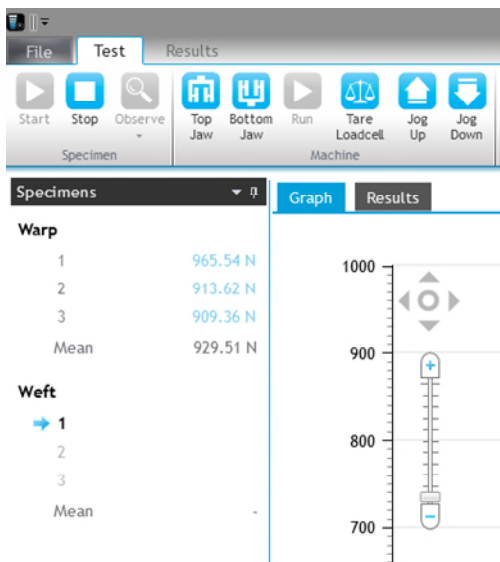 File Test Results
Start Stop Observe Top Jaw Bottom Jaw Run Tare Loadcell Jog Up Jog Down
Specimen Machine
Specimens
Graph Results
Warp
1 965.54 N
2 913.62 N
3 909.36 N
Mean 929.51 N
Weft
1
2
3
Mean -
1000
900
800
700